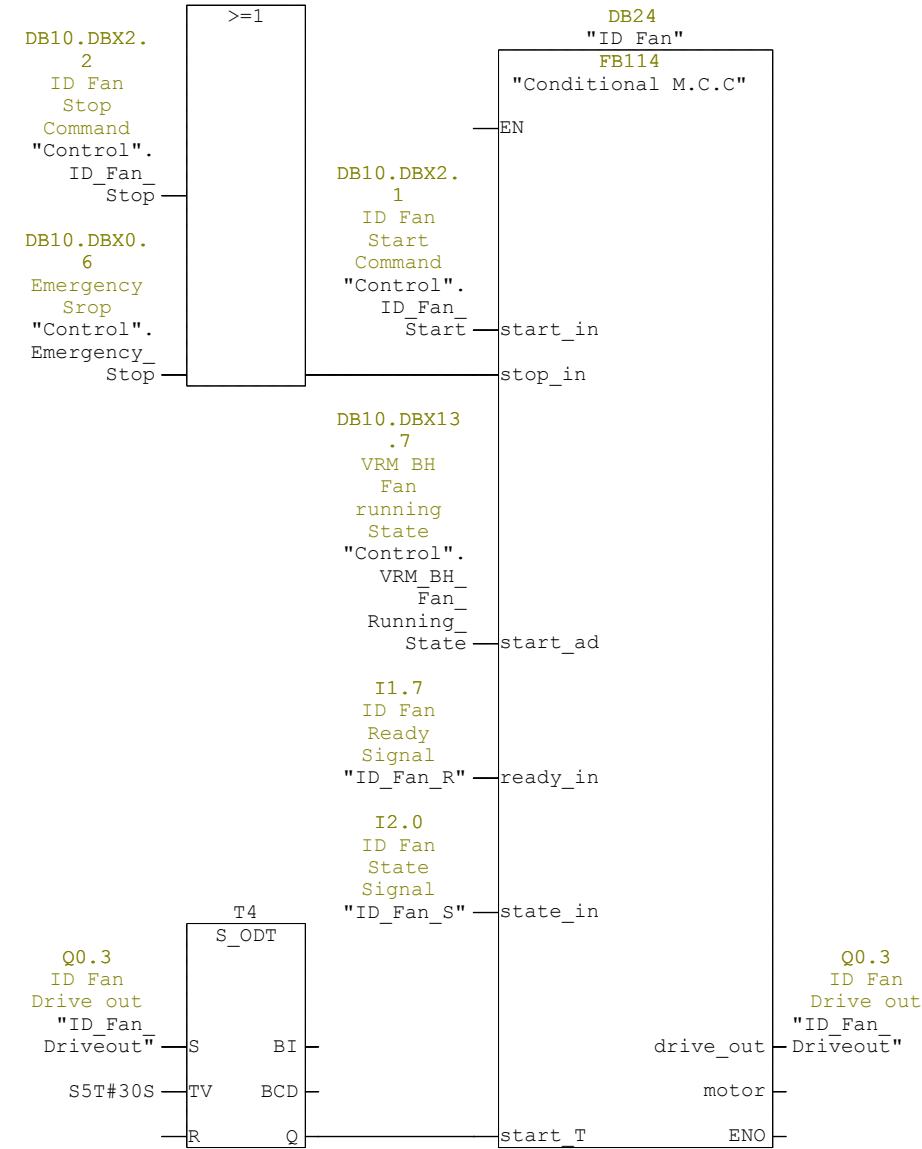 >=1
DB10.DBX2.
2
ID Fan
Stop
Command
"Control".
ID_Fan_
Stop
DB10.DBX0.
6
Emergency
Srop
"Control".
Emergency_
Stop
DB24
"ID Fan"
FB114
"Conditional M.C.C"
EN
DB10.DBX2.
1
ID Fan
Start
Command
"Control".
ID_Fan_
Start
start_in
stop_in
DB10.DBX13
.7
VRM BH
Fan
running
State
"Control".
VRM_BH_
Fan_
Running_
State
start_ad
I1.7
ID Fan
Ready
Signal
"ID_Fan_R"
ready_in
I2.0
ID Fan
State
Signal
"ID_Fan_S"
state_in
T4
S_ODT
Q0.3
ID Fan
Drive out
"ID_Fan_
Driveout"
S
BI
S5T#30S
TV
BCD
R
Q
start_T
Q0.3
ID Fan
Drive out
"ID_Fan_
drive_out
Driveout"
motor
ENO